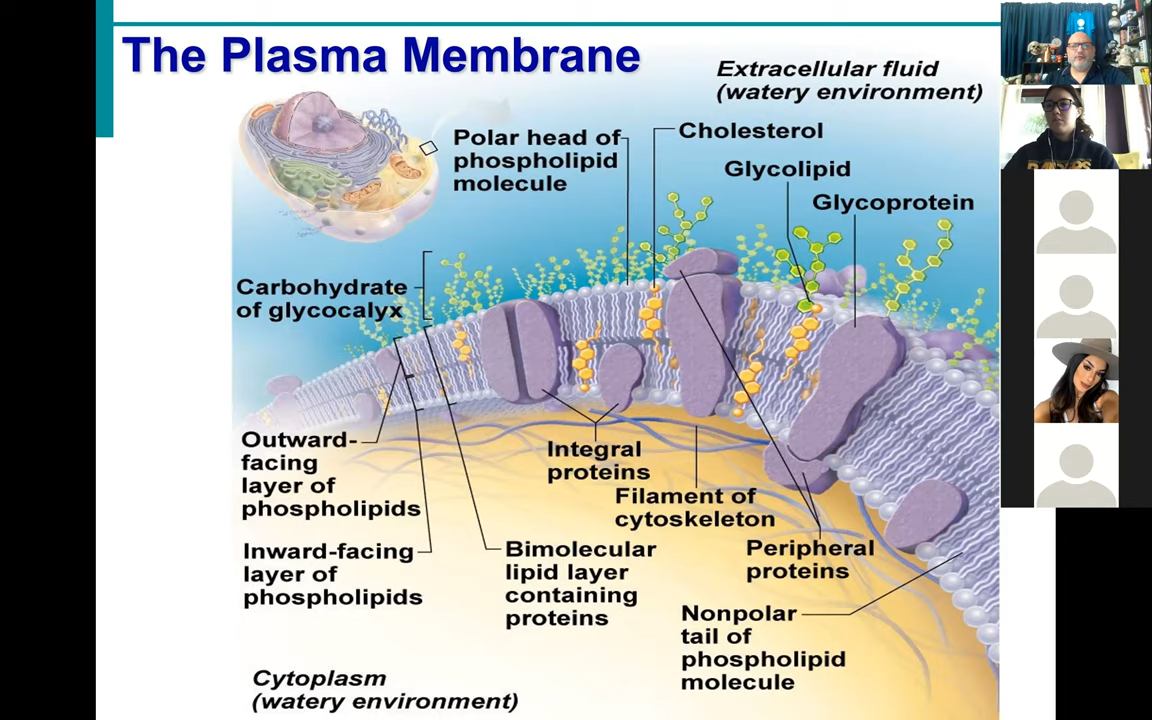 The Plasma Membrane
Extracellular fluid
(watery environment)
Polar head of
phospholipid
molecule
Cholesterol
Glycolipid
Glycoprotein
Carbohydrate
of glycocalyx
Outward-
facing
layer of
phospholipids
Integral
proteins
Filament of
cytoskeleton
Inward-facing
layer of
phospholipids
Bimolecular
lipid layer
containing
proteins
Peripheral
proteins
Nonpolar
tail of
phospholipid
molecule
Cytoplasm
(watery environment)